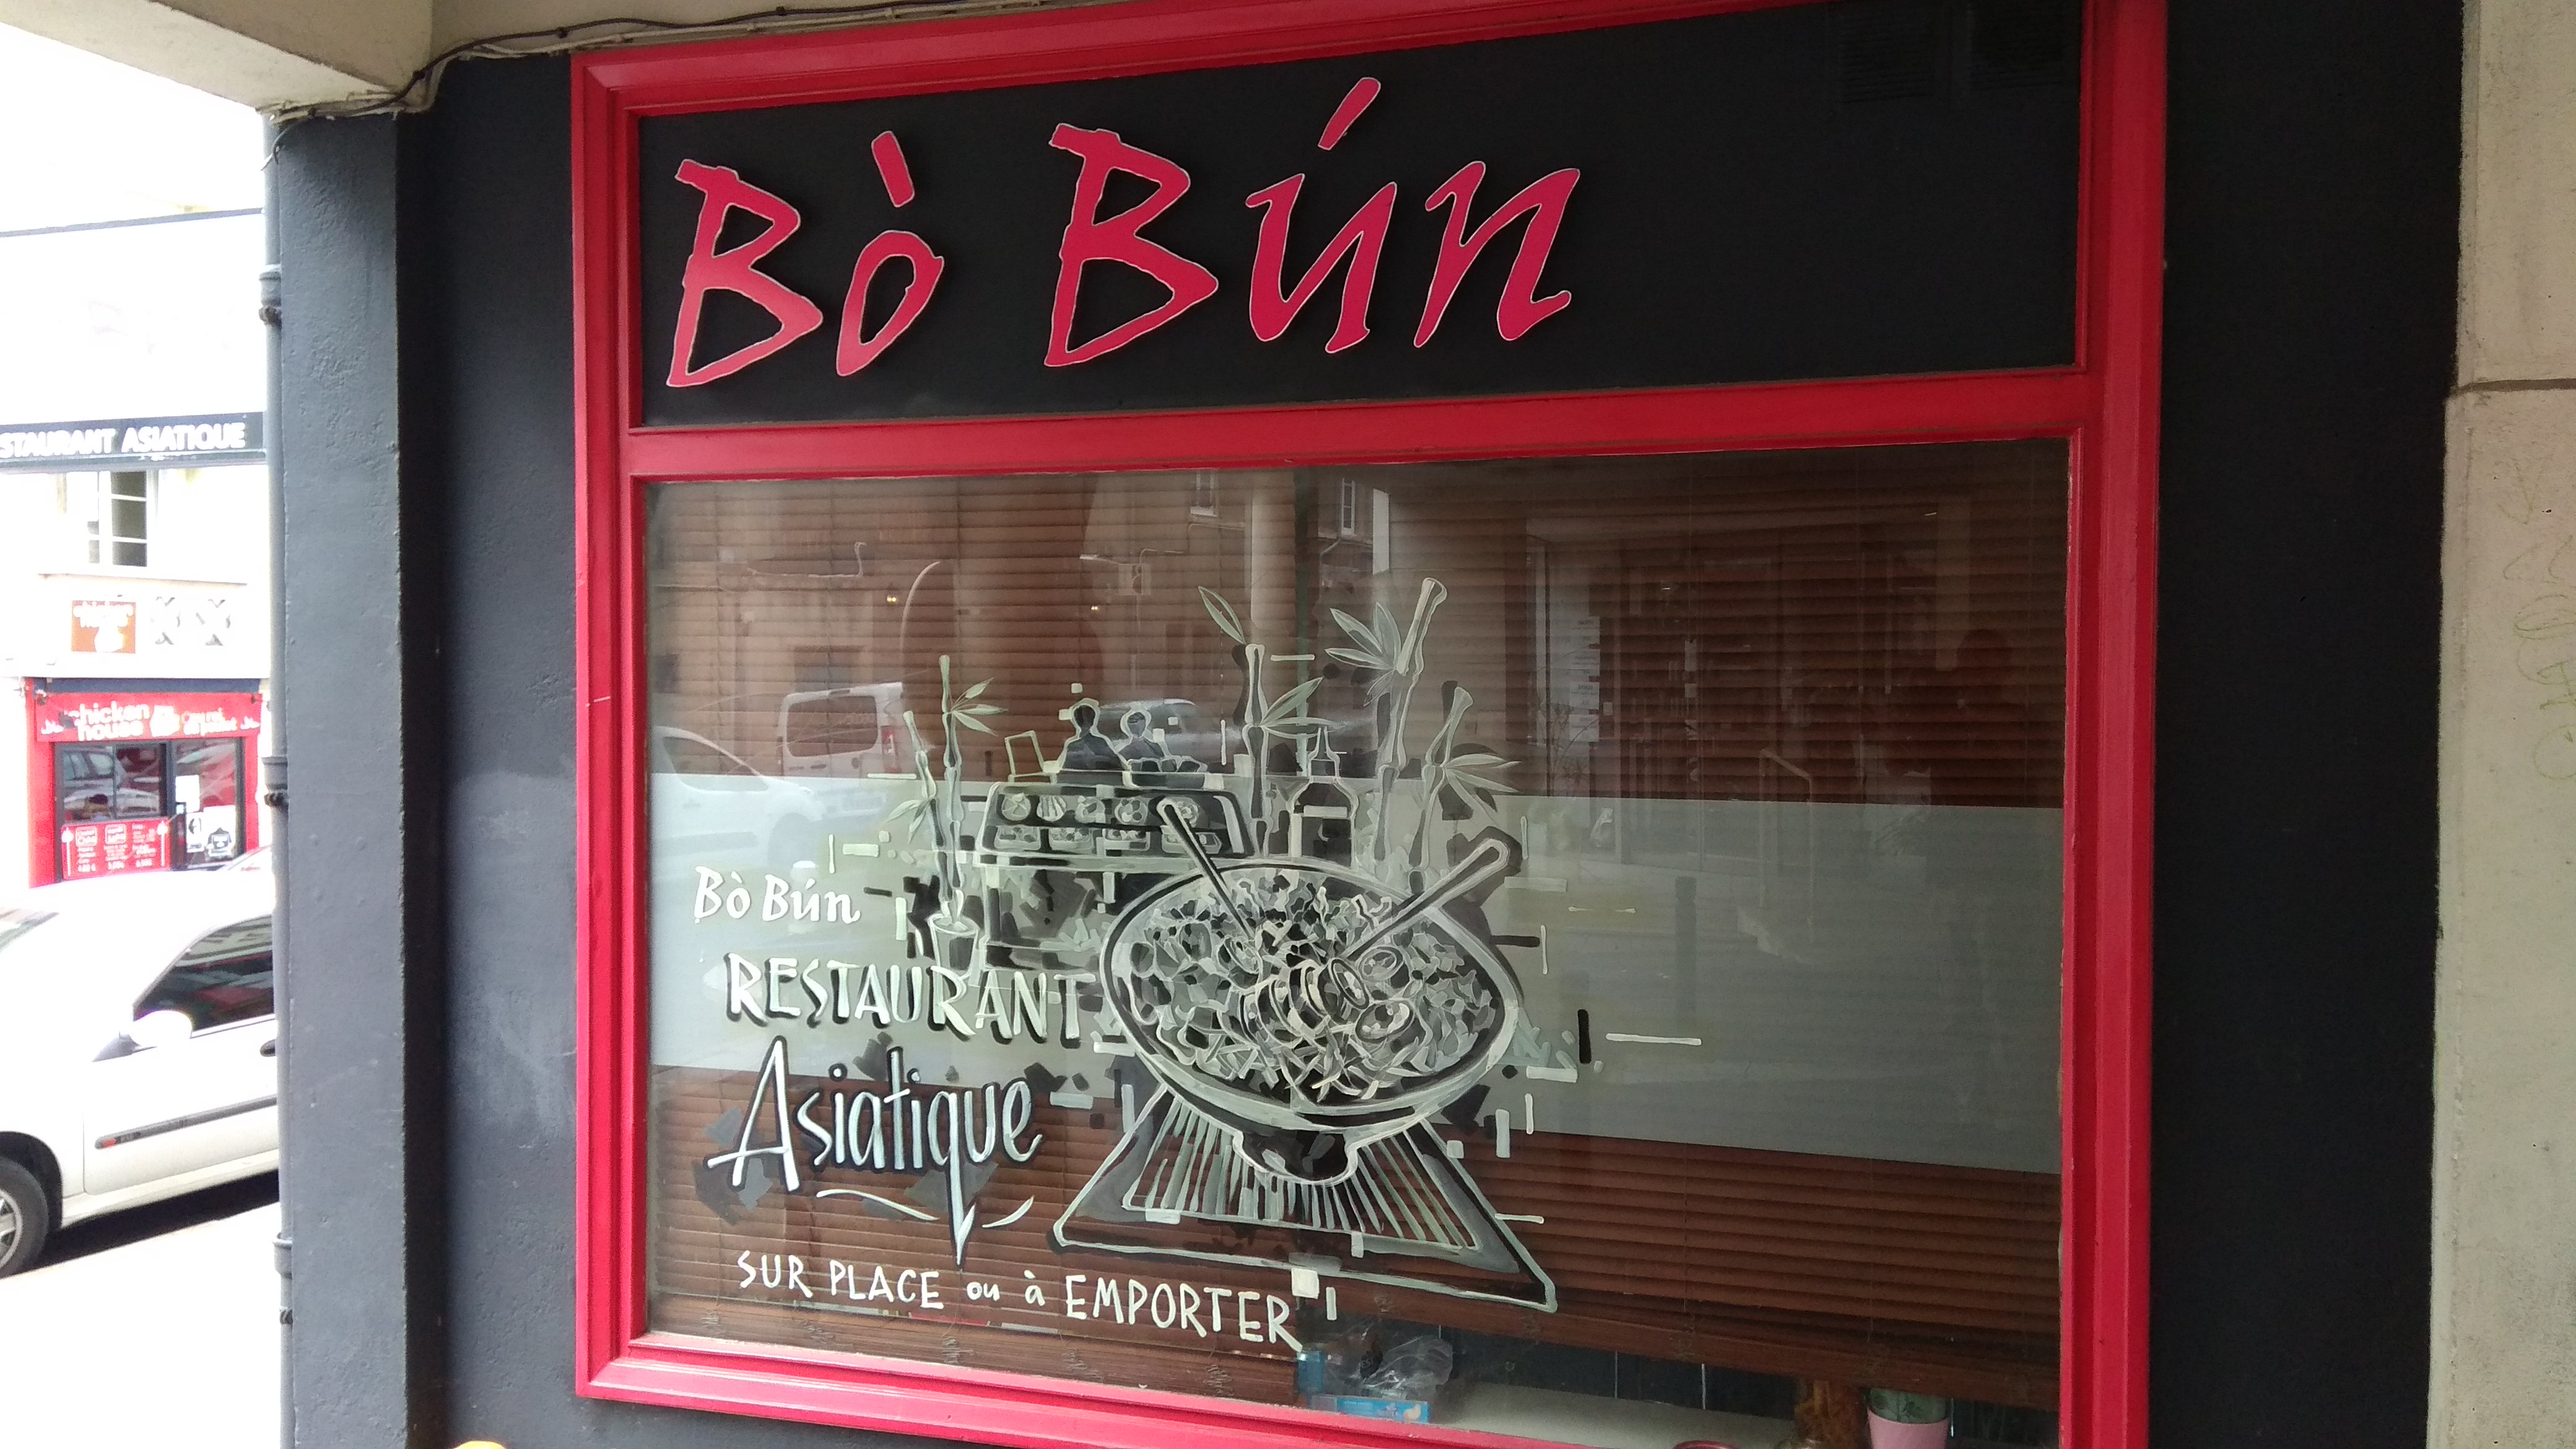 Bò Bún
Bò Bún
RESTAURANT
Asiatique
SUR PLACE ou à EMPORTER
STAURANT ASIATIQUE
chicken
house